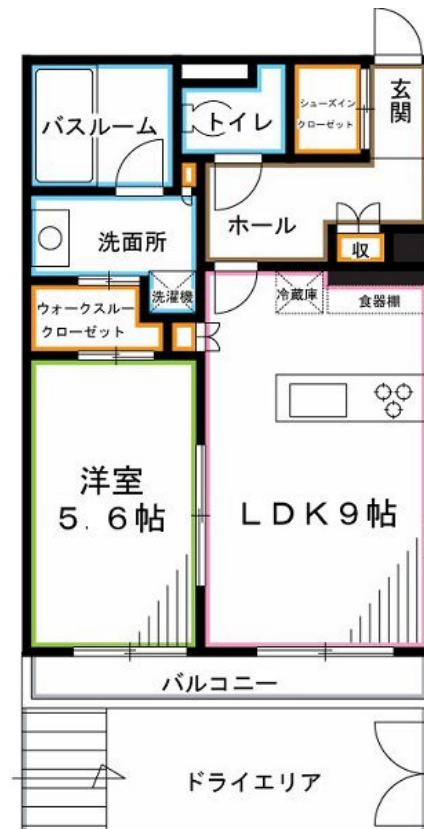 玄関
シューズイン
クローゼット
バスルーム
トイレ
ホール
収
洗面所
洗濯機
冷蔵庫
食器棚
ウォークスルー
クローゼット
洋室
5.6帖
LDK9帖
バルコニー
ドライエリア